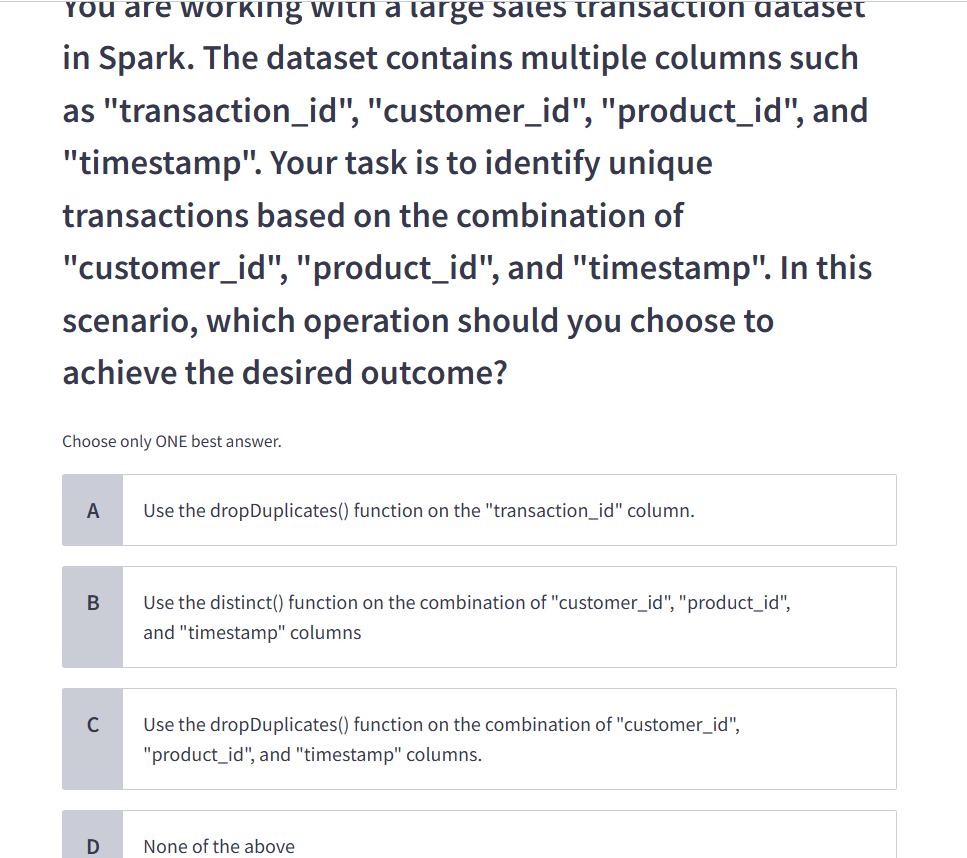 You are working with a large sales transaction dataset
in Spark. The dataset contains multiple columns such
as "transaction_id", "customer_id", "product_id", and
"timestamp". Your task is to identify unique
transactions based on the combination of
"customer_id", "product_id", and "timestamp". In this
scenario, which operation should you choose to
achieve the desired outcome?
Choose only ONE best answer.
A Use the dropDuplicates() function on the "transaction_id" column.
B Use the distinct() function on the combination of "customer_id", "product_id",
and "timestamp" columns
C Use the dropDuplicates() function on the combination of "customer_id",
"product_id", and "timestamp" columns.
D None of the above